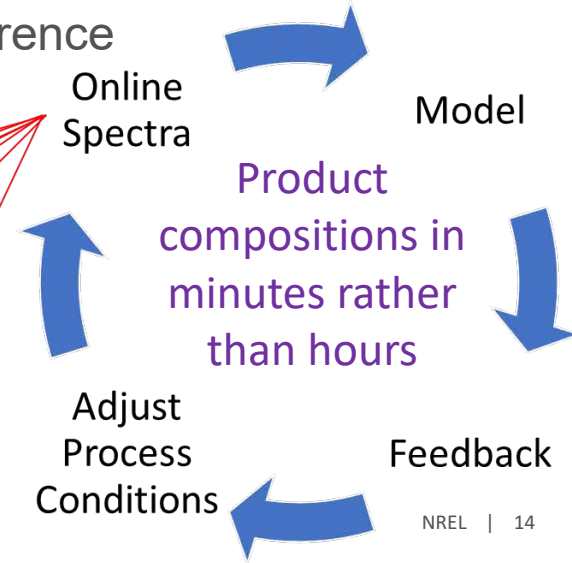 rence
Online
Spectra
Model
Product
compositions in
minutes rather
than hours
Adjust
Process
Conditions
Feedback
NREL | 14